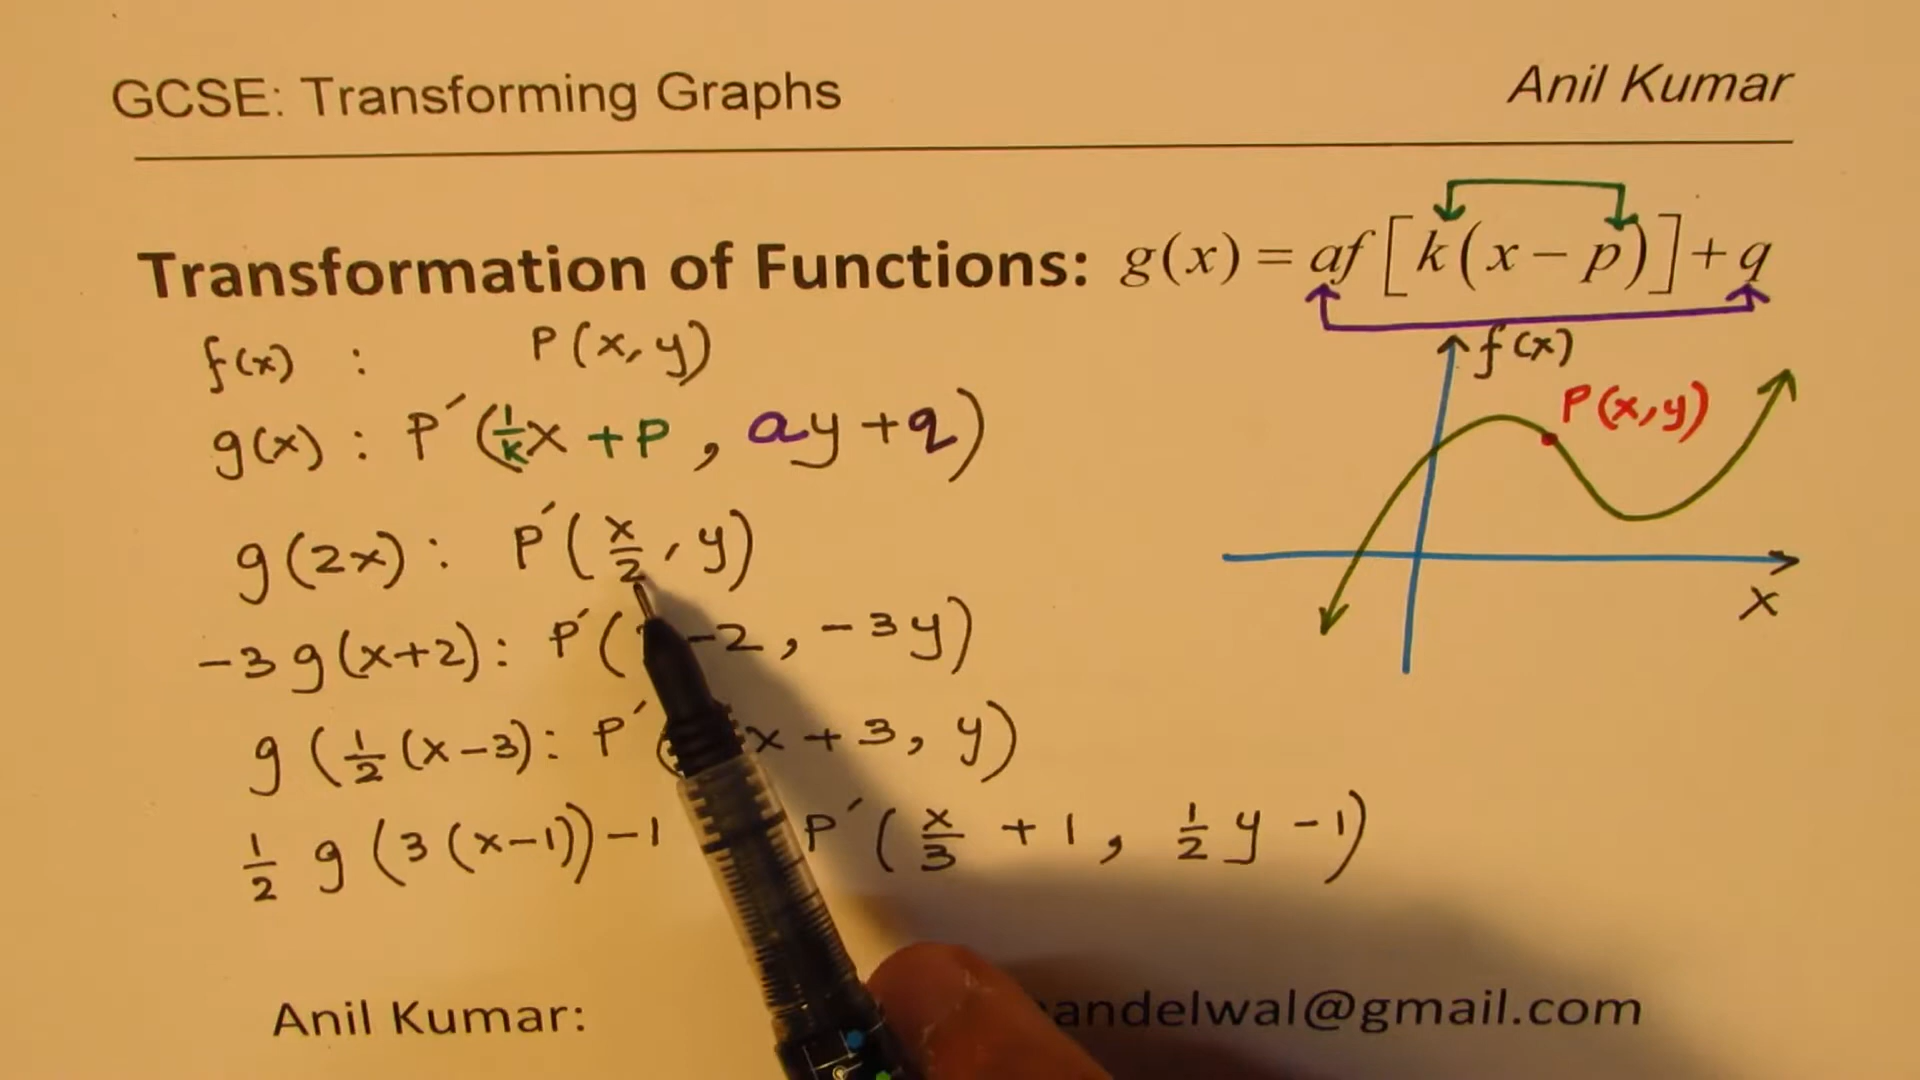 GCSE: Transforming Graphs
Anil Kumar
Transformation of Functions: g(x) = af[k(x − p)] + q
f(x) : P(x, y)
g(x) : P′(1/k x + p, ay + q)
g(2x) : P′(x/2, y)
-3g(x+2) : P′( -2, -3y)
g(1/2(x-3) : P′( x + 3, y)
1/2 g(3(x-1))-1 P′(x/3 + 1, 1/2 y - 1)
f(x)
P(x,y)
x
Anil Kumar: andelwal@gmail.com